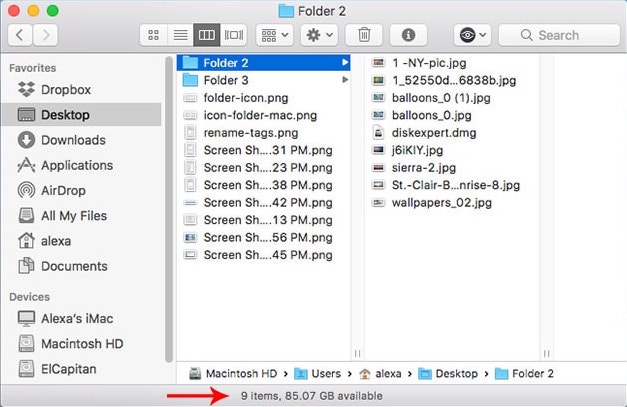 Folder 2
Search
Favorites
Dropbox
Desktop
Downloads
Applications
AirDrop
All My Files
alexa
Documents
Devices
Alexa's iMac
Macintosh HD
ElCapitan
Folder 2
Folder 3
folder-icon.png
icon-folder-mac.png
rename-tags.png
Screen Sh....31 PM.png
Screen Sh....23 PM.png
Screen Sh....38 PM.png
Screen Sh....42 PM.png
Screen Sh....13 PM.png
Screen Sh....56 PM.png
Screen Sh....45 PM.png
1 -NY-pic.jpg
1_52550d...6838b.jpg
balloons_0 (1).jpg
balloons_0.jpg
diskexpert.dmg
j6iKlY.jpg
sierra-2.jpg
St.-Clair-B...nrise-8.jpg
wallpapers_02.jpg
Macintosh HD > Users > alexa > Desktop > Folder 2
9 items, 85.07 GB available